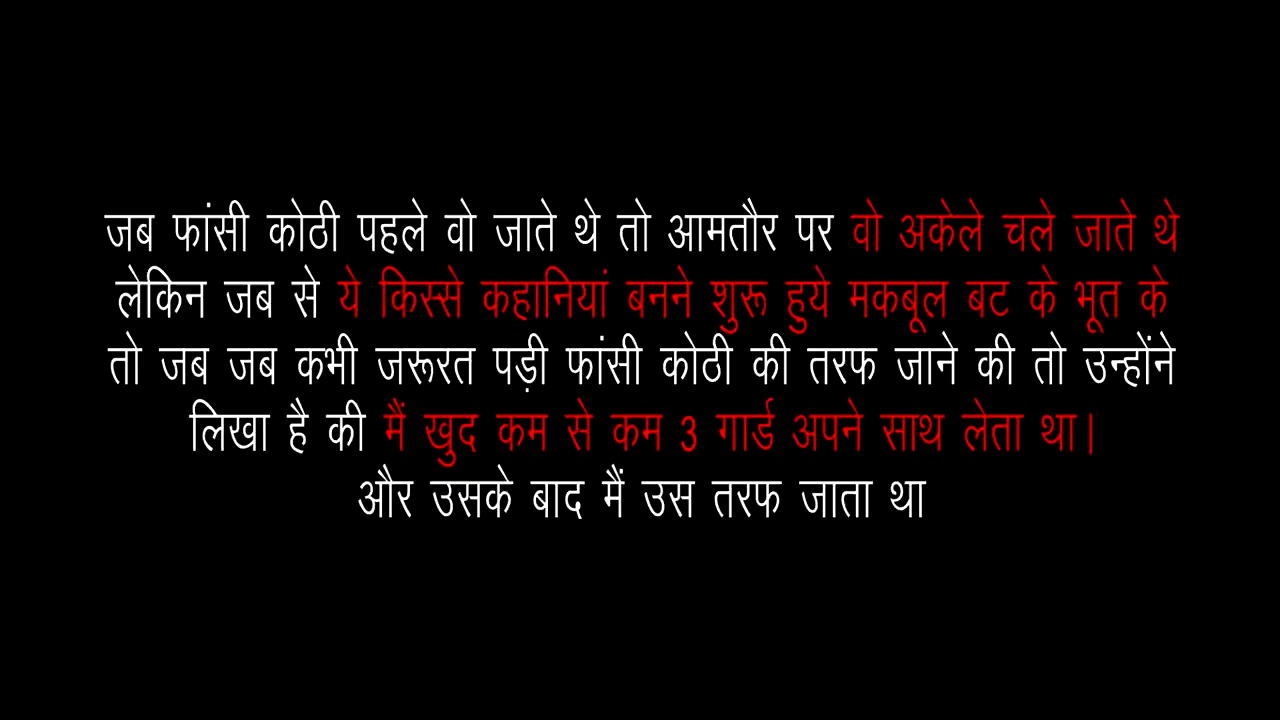 जब फांसी कोठी पहले वो जाते थे तो आमतौर पर वो अकेले चले जाते थे
लेकिन जब से ये किस्से कहानियां बनने शुरू हुये मकबूल बट के भूत के
तो जब जब कभी जरूरत पड़ी फांसी कोठी की तरफ जाने की तो उन्होंने
लिखा है की मैं खुद कम से कम 3 गार्ड अपने साथ लेता था।
और उसके बाद मैं उस तरफ जाता था